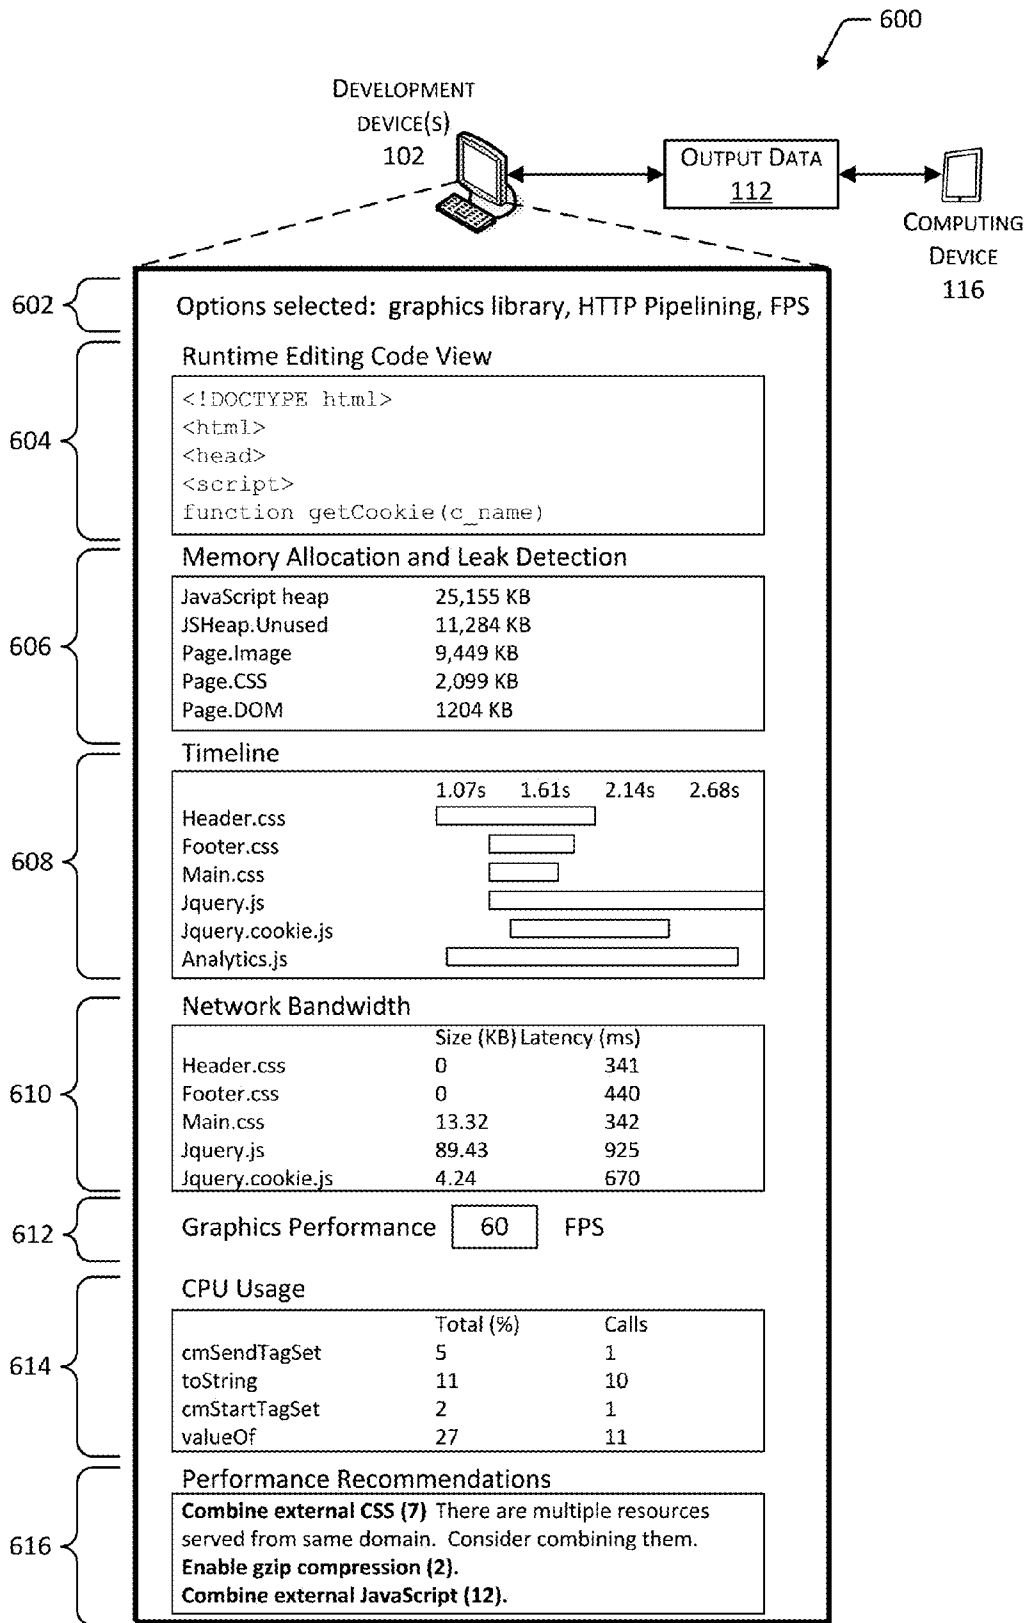 600
DEVELOPMENT
DEVICE(S)
102
OUTPUT DATA
112
COMPUTING
DEVICE
116
602
Options selected: graphics library, HTTP Pipelining, FPS
604
Runtime Editing Code View
<!DOCTYPE html>
<html>
<head>
<script>
function getCookie(c_name)
606
Memory Allocation and Leak Detection
JavaScript heap 25,155 KB
JSHeap.Unused 11,284 KB
Page.Image 9,449 KB
Page.CSS 2,099 KB
Page.DOM 1204 KB
608
Timeline
1.07s 1.61s 2.14s 2.68s
Header.css
Footer.css
Main.css
Jquery.js
Jquery.cookie.js
Analytics.js
610
Network Bandwidth
Size (KB) Latency (ms)
Header.css 0 341
Footer.css 0 440
Main.css 13.32 342
Jquery.js 89.43 925
Jquery.cookie.js 4.24 670
612
Graphics Performance 60 FPS
614
CPU Usage
Total (%) Calls
cmSendTagSet 5 1
toString 11 10
cmStartTagSet 2 1
valueOf 27 11
616
Performance Recommendations
Combine external CSS (7) There are multiple resources
served from same domain. Consider combining them.
Enable gzip compression (2).
Combine external JavaScript (12).